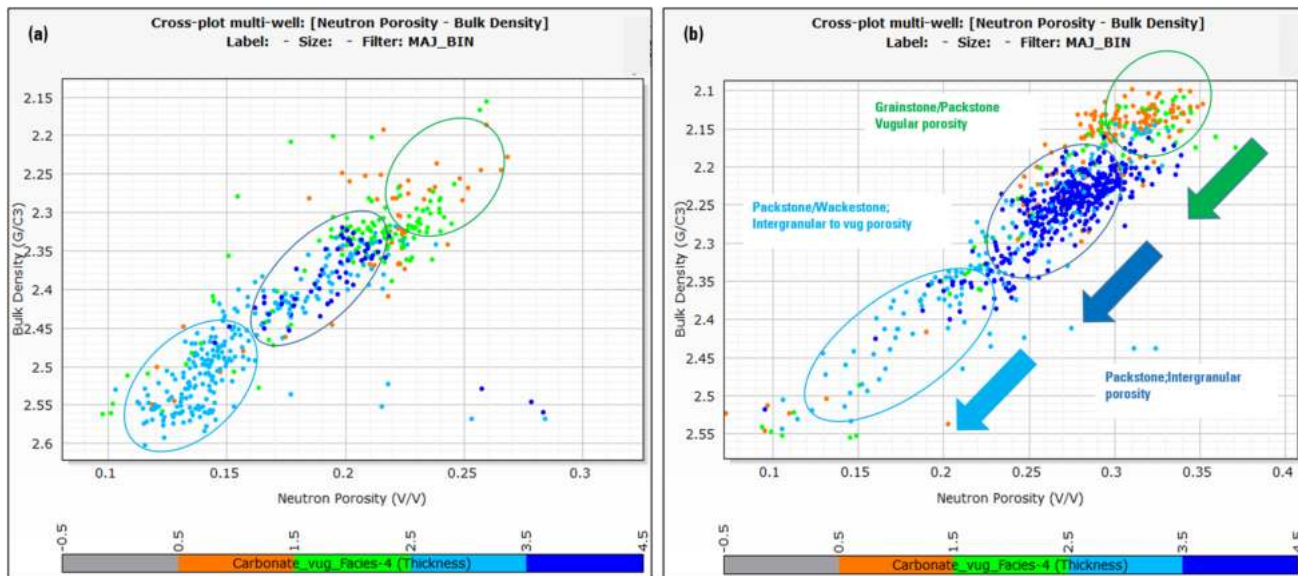 Cross-plot multi-well: [Neutron Porosity - Bulk Density]
Label: - Size: - Filter: MAJ_BIN
(a)
2.15
2.2
2.25
2.3
2.35
2.4
2.45
2.5
2.55
2.6
Bulk Density (G/C3)
0.1
0.15
0.2
0.25
0.3
Neutron Porosity (V/V)
-0.5
0.5
1.5
2.5
3.5
4.5
Carbonate_vug_Facies-4 (Thickness)
Cross-plot multi-well: [Neutron Porosity - Bulk Density]
Label: - Size: - Filter: MAJ_BIN
(b)
2.1
2.15
2.2
2.25
2.3
2.35
2.4
2.45
2.5
2.55
Bulk Density (G/C3)
Grainstone/Packstone
Vugular porosity
Packstone/Wackestone;
Intergranular to vug porosity
Packstone;Intergranular
porosity
0.1
0.15
0.2
0.25
0.3
0.35
0.4
Neutron Porosity (V/V)
-0.5
0.5
1.5
2.5
3.5
4.5
Carbonate_vug_Facies-4 (Thickness)